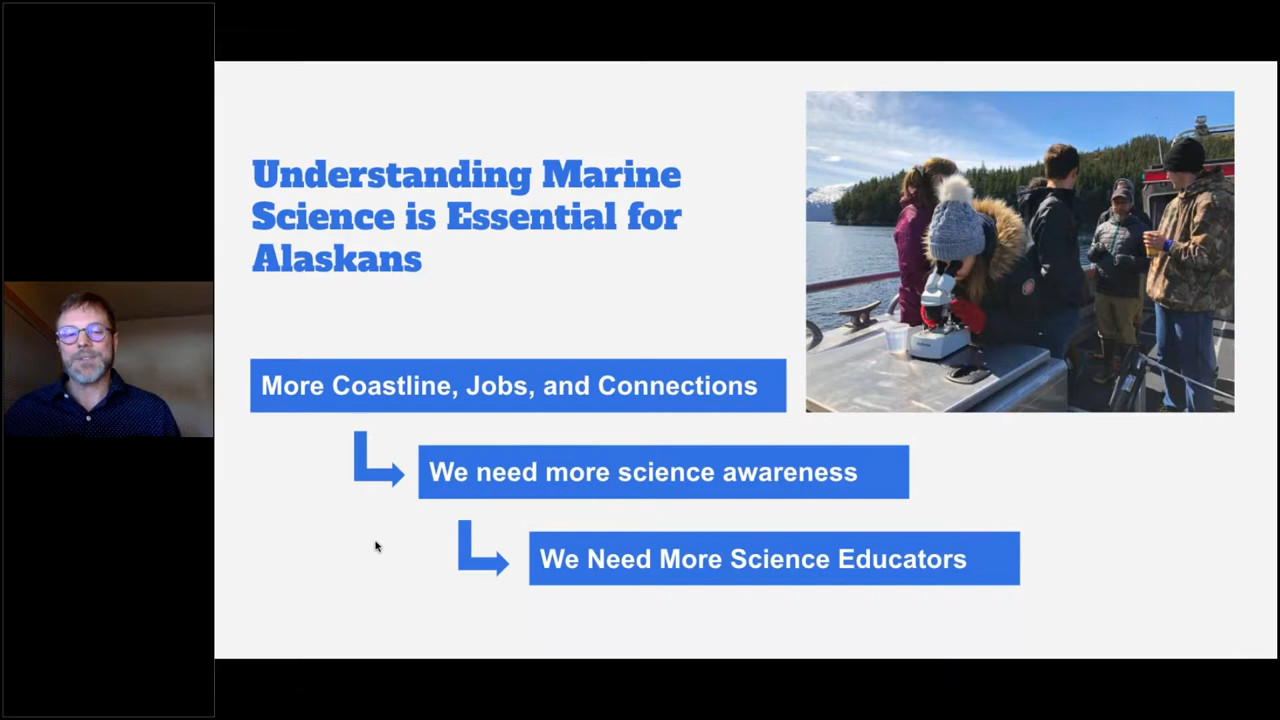 Understanding Marine
Science is Essential for
Alaskans
More Coastline, Jobs, and Connections
We need more science awareness
We Need More Science Educators